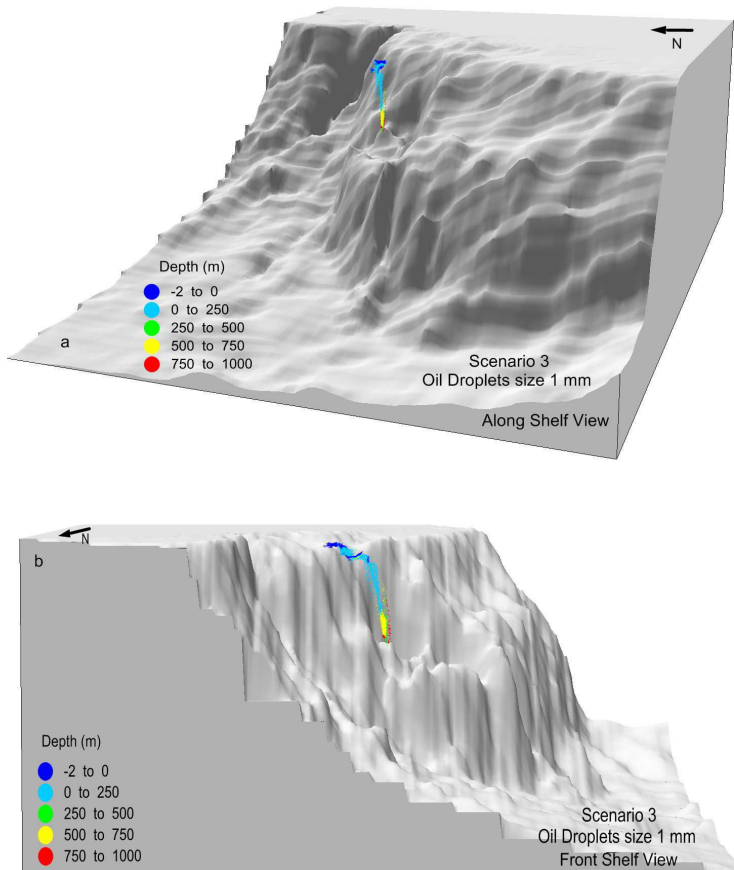 N
Depth (m)
-2 to 0
0 to 250
250 to 500
500 to 750
750 to 1000
a
Scenario 3
Oil Droplets size 1 mm
Along Shelf View
N
b
Depth (m)
-2 to 0
0 to 250
250 to 500
500 to 750
750 to 1000
Scenario 3
Oil Droplets size 1 mm
Front Shelf View